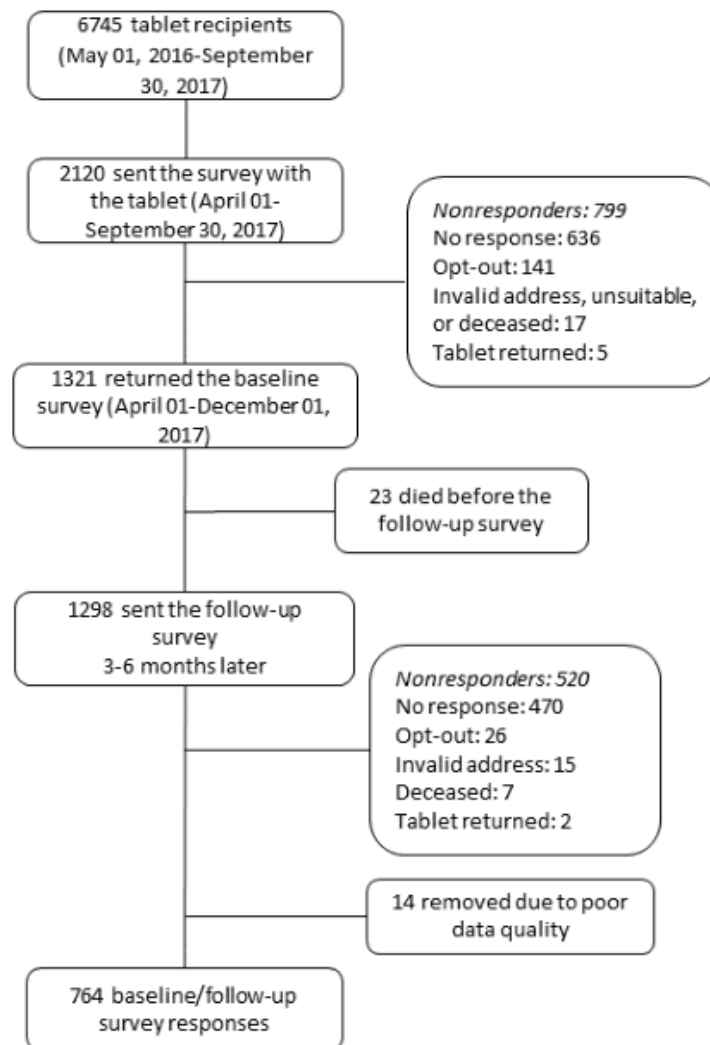 6745 tablet recipients
(May 01, 2016-September
30, 2017)
2120 sent the survey with
the tablet (April 01-
September 30, 2017)
Nonresponders: 799
No response: 636
Opt-out: 141
Invalid address, unsuitable,
or deceased: 17
Tablet returned: 5
1321 returned the baseline
survey (April 01-December 01,
2017)
23 died before the
follow-up survey
1298 sent the follow-up
survey
3-6 months later
Nonresponders: 520
No response: 470
Opt-out: 26
Invalid address: 15
Deceased: 7
Tablet returned: 2
14 removed due to poor
data quality
764 baseline/follow-up
survey responses